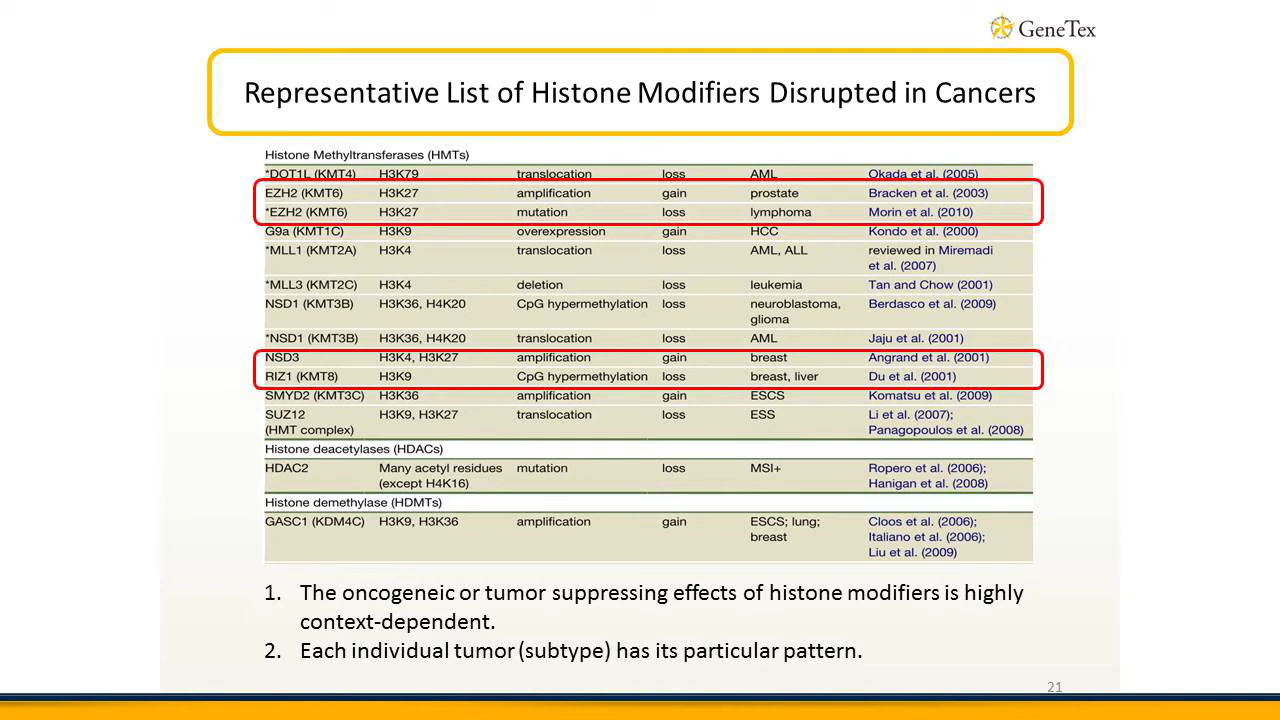 GeneTex
Representative List of Histone Modifiers Disrupted in Cancers
Histone Methyltransferases (HMTs)
*DOT1L (KMT4) H3K79 translocation loss AML Okada et al. (2005)
EZH2 (KMT6) H3K27 amplification gain prostate Bracken et al. (2003)
*EZH2 (KMT6) H3K27 mutation loss lymphoma Morin et al. (2010)
G9a (KMT1C) H3K9 overexpression gain HCC Kondo et al. (2000)
*MLL1 (KMT2A) H3K4 translocation loss AML, ALL reviewed in Miremadi
et al. (2007)
*MLL3 (KMT2C) H3K4 deletion loss leukemia Tan and Chow (2001)
NSD1 (KMT3B) H3K36, H4K20 CpG hypermethylation loss neuroblastoma, Berdasco et al. (2009)
glioma
*NSD1 (KMT3B) H3K36, H4K20 translocation loss AML Jaju et al. (2001)
NSD3 H3K4, H3K27 amplification gain breast Angrand et al. (2001)
RIZ1 (KMT8) H3K9 CpG hypermethylation loss breast, liver Du et al. (2001)
SMYD2 (KMT3C) H3K36 amplification gain ESCS Komatsu et al. (2009)
SUZ12 H3K9, H3K27 translocation loss ESS Li et al. (2007);
(HMT complex) Panagopoulos et al. (2008)
Histone deacetylases (HDACs)
HDAC2 Many acetyl residues mutation loss MSI+ Ropero et al. (2006);
(except H4K16) Hanigan et al. (2008)
Histone demethylase (HDMTs)
GASC1 (KDM4C) H3K9, H3K36 amplification gain ESCS; lung; Cloos et al. (2006);
breast Italiano et al. (2006);
Liu et al. (2009)
1. The oncogeneic or tumor suppressing effects of histone modifiers is highly
context-dependent.
2. Each individual tumor (subtype) has its particular pattern.
21